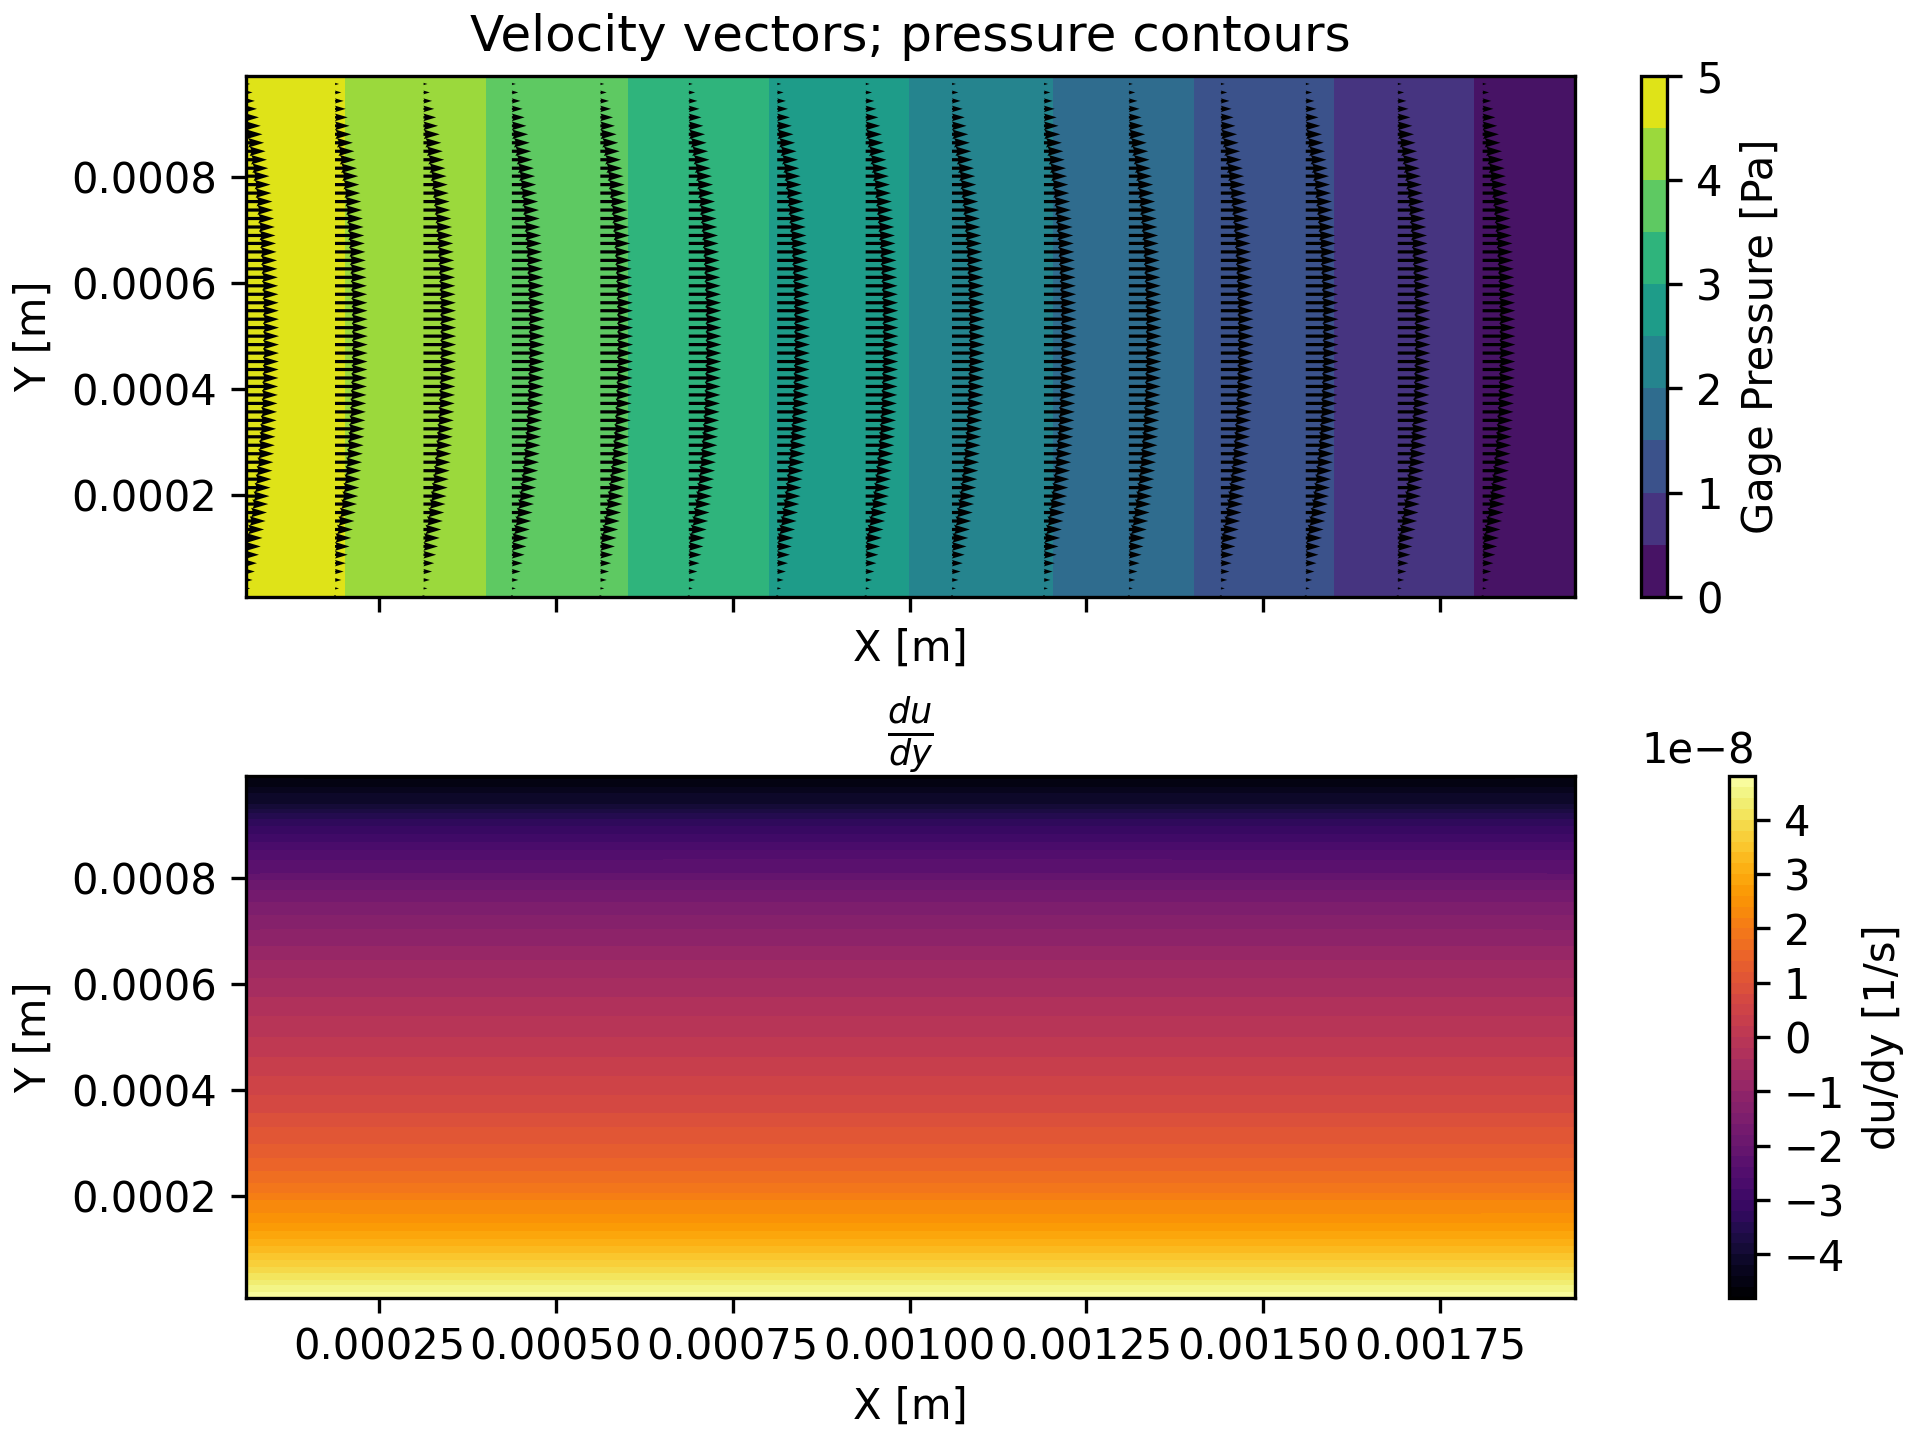 Velocity vectors; pressure contours
Y [m]
0.0008
0.0006
0.0004
0.0002
X [m]
5
4
3
2
1
0
Gage Pressure [Pa]
du
dy
1e−8
Y [m]
0.0008
0.0006
0.0004
0.0002
0.00025 0.00050 0.00075 0.00100 0.00125 0.00150 0.00175
X [m]
4
3
2
1
0
−1
−2
−3
−4
du/dy [1/s]